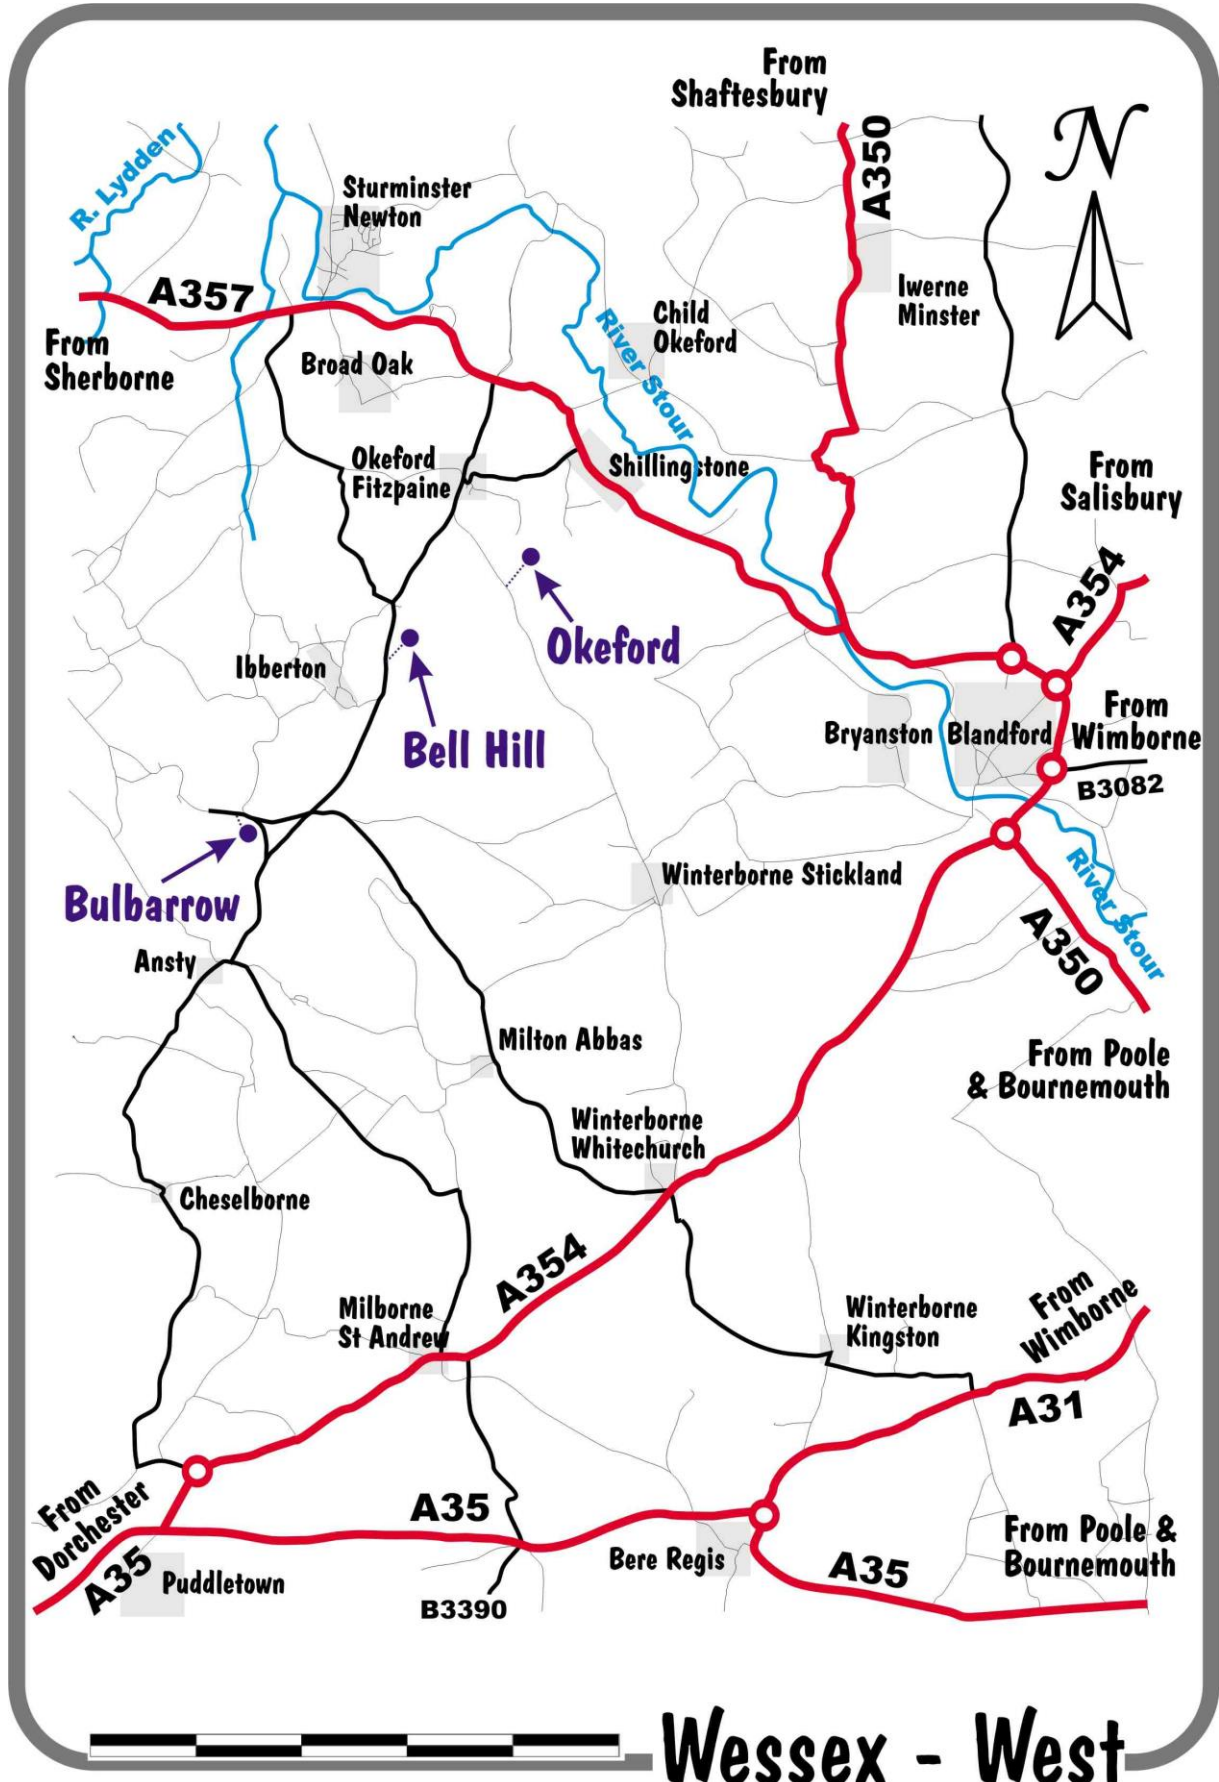 From
Shaftesbury
N
A350
R. Lydden
Sturminster
Newton
A357
Iwerne
Minster
Child
Okeford
River Stour
From
Sherborne
Broad Oak
Okeford
Fitzpaine
Shillingstone
From
Salisbury
A354
Okeford
Ibberton
Bell Hill
Bryanston
Blandford
From
Wimborne
B3082
Bulbarrow
Winterborne Stickland
River Stour
A350
Ansty
Milton Abbas
From Poole
& Bournemouth
Winterborne
Whitechurch
Cheselborne
A354
Milborne
St Andrew
Winterborne
Kingston
From
Wimborne
A31
From
Dorchester
A35
A35
Puddletown
B3390
Bere Regis
A35
From Poole &
Bournemouth
Wessex - West